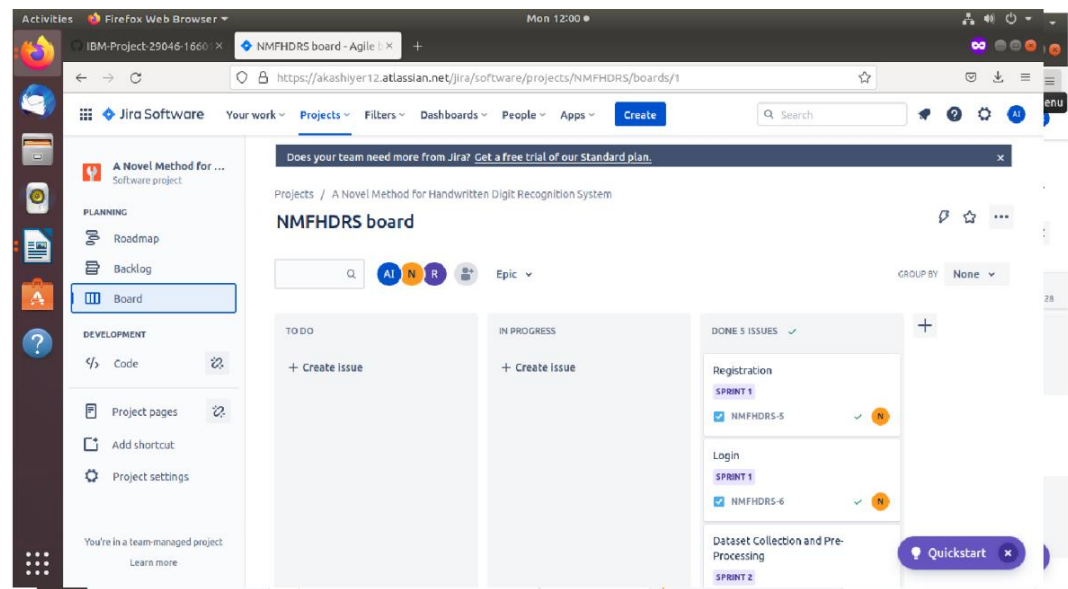 Activities Firefox Web Browser Mon 12:00
IBM-Project-29046-1660 × NMFHDRS board - Agile b × +
https://akashiyer12.atlassian.net/jira/software/projects/NMFHDRS/boards/1
enu
Jira Software Your work Projects Filters Dashboards People Apps Create Search AI
Does your team need more from Jira? Get a free trial of our Standard plan. ×
A Novel Method for ...
Software project
Projects / A Novel Method for Handwritten Digit Recognition System
PLANNING
NMFHDRS board
Roadmap
Backlog
AI N R Epic GROUP BY None
Board
28
DEVELOPMENT
TO DO IN PROGRESS DONE 5 ISSUES
Code
+ Create issue + Create issue
Registration
SPRINT 1
Project pages
NMFHDRS-5 N
Add shortcut
Login
Project settings
SPRINT 1
NMFHDRS-6 N
You're in a team-managed project
Learn more
Dataset Collection and Pre-
Processing
SPRINT 2
Quickstart ×